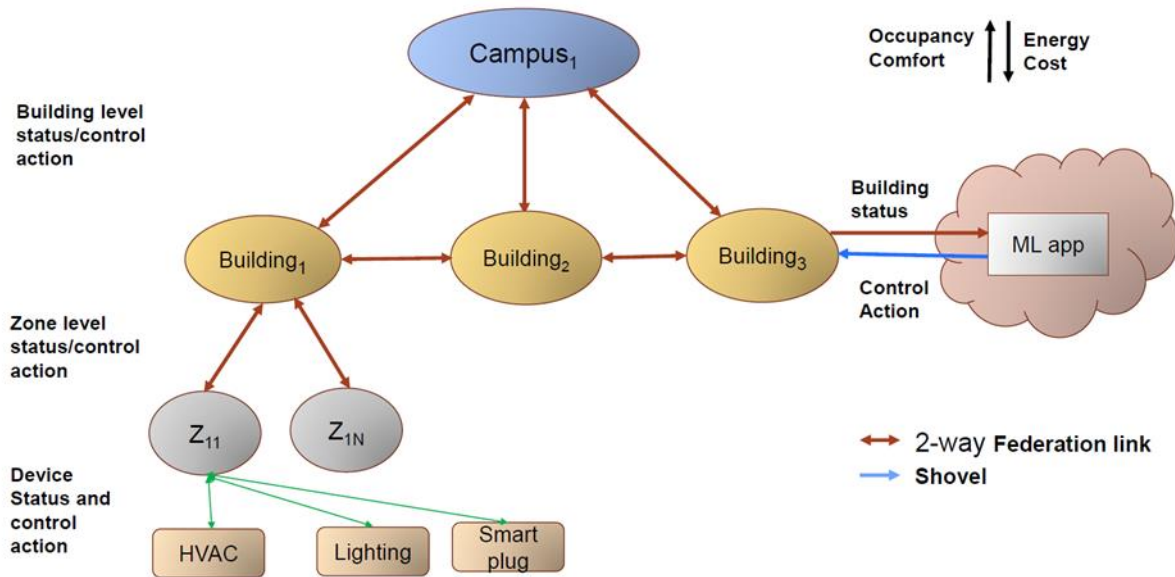 Campus₁
Occupancy
Comfort
Energy
Cost
Building level
status/control
action
Building
status
ML app
Building₁
Building₂
Building₃
Control
Action
Zone level
status/control
action
Z₁₁
Z₁N
2-way Federation link
Shovel
Device
Status and
control
action
HVAC
Lighting
Smart
plug